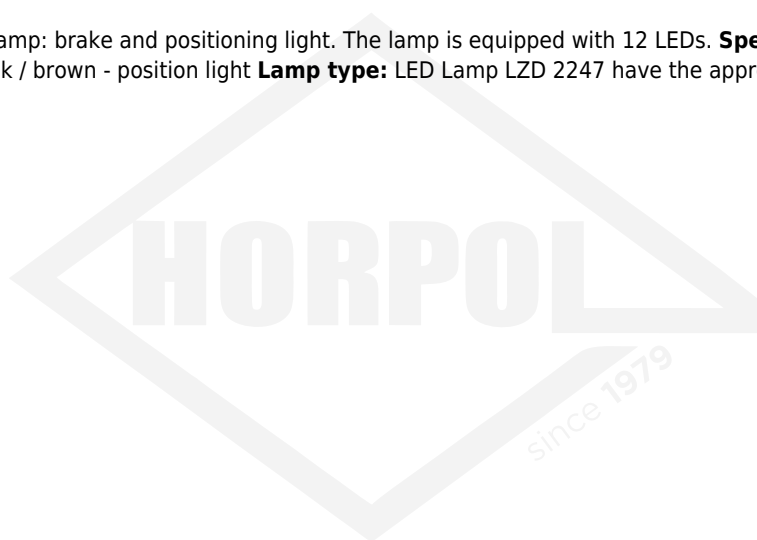 amp: brake and positioning light. The lamp is equipped with 12 LEDs. Spe
k / brown - position light Lamp type: LED Lamp LZD 2247 have the appr
HORPOL
since 1979